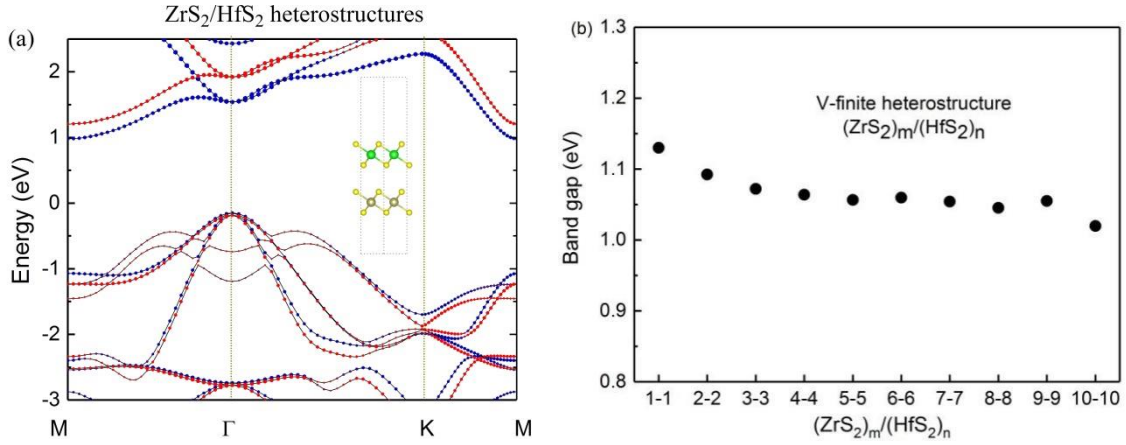 ZrS₂/HfS₂ heterostructures
(a)
Energy (eV)
2
1
0
-1
-2
-3
M
Γ
K
M
(b)
Band gap (eV)
1.3
1.2
1.1
1.0
0.9
0.8
V-finite heterostructure
(ZrS₂)ₘ/(HfS₂)ₙ
1-1 2-2 3-3 4-4 5-5 6-6 7-7 8-8 9-9 10-10
(ZrS₂)ₘ/(HfS₂)ₙ